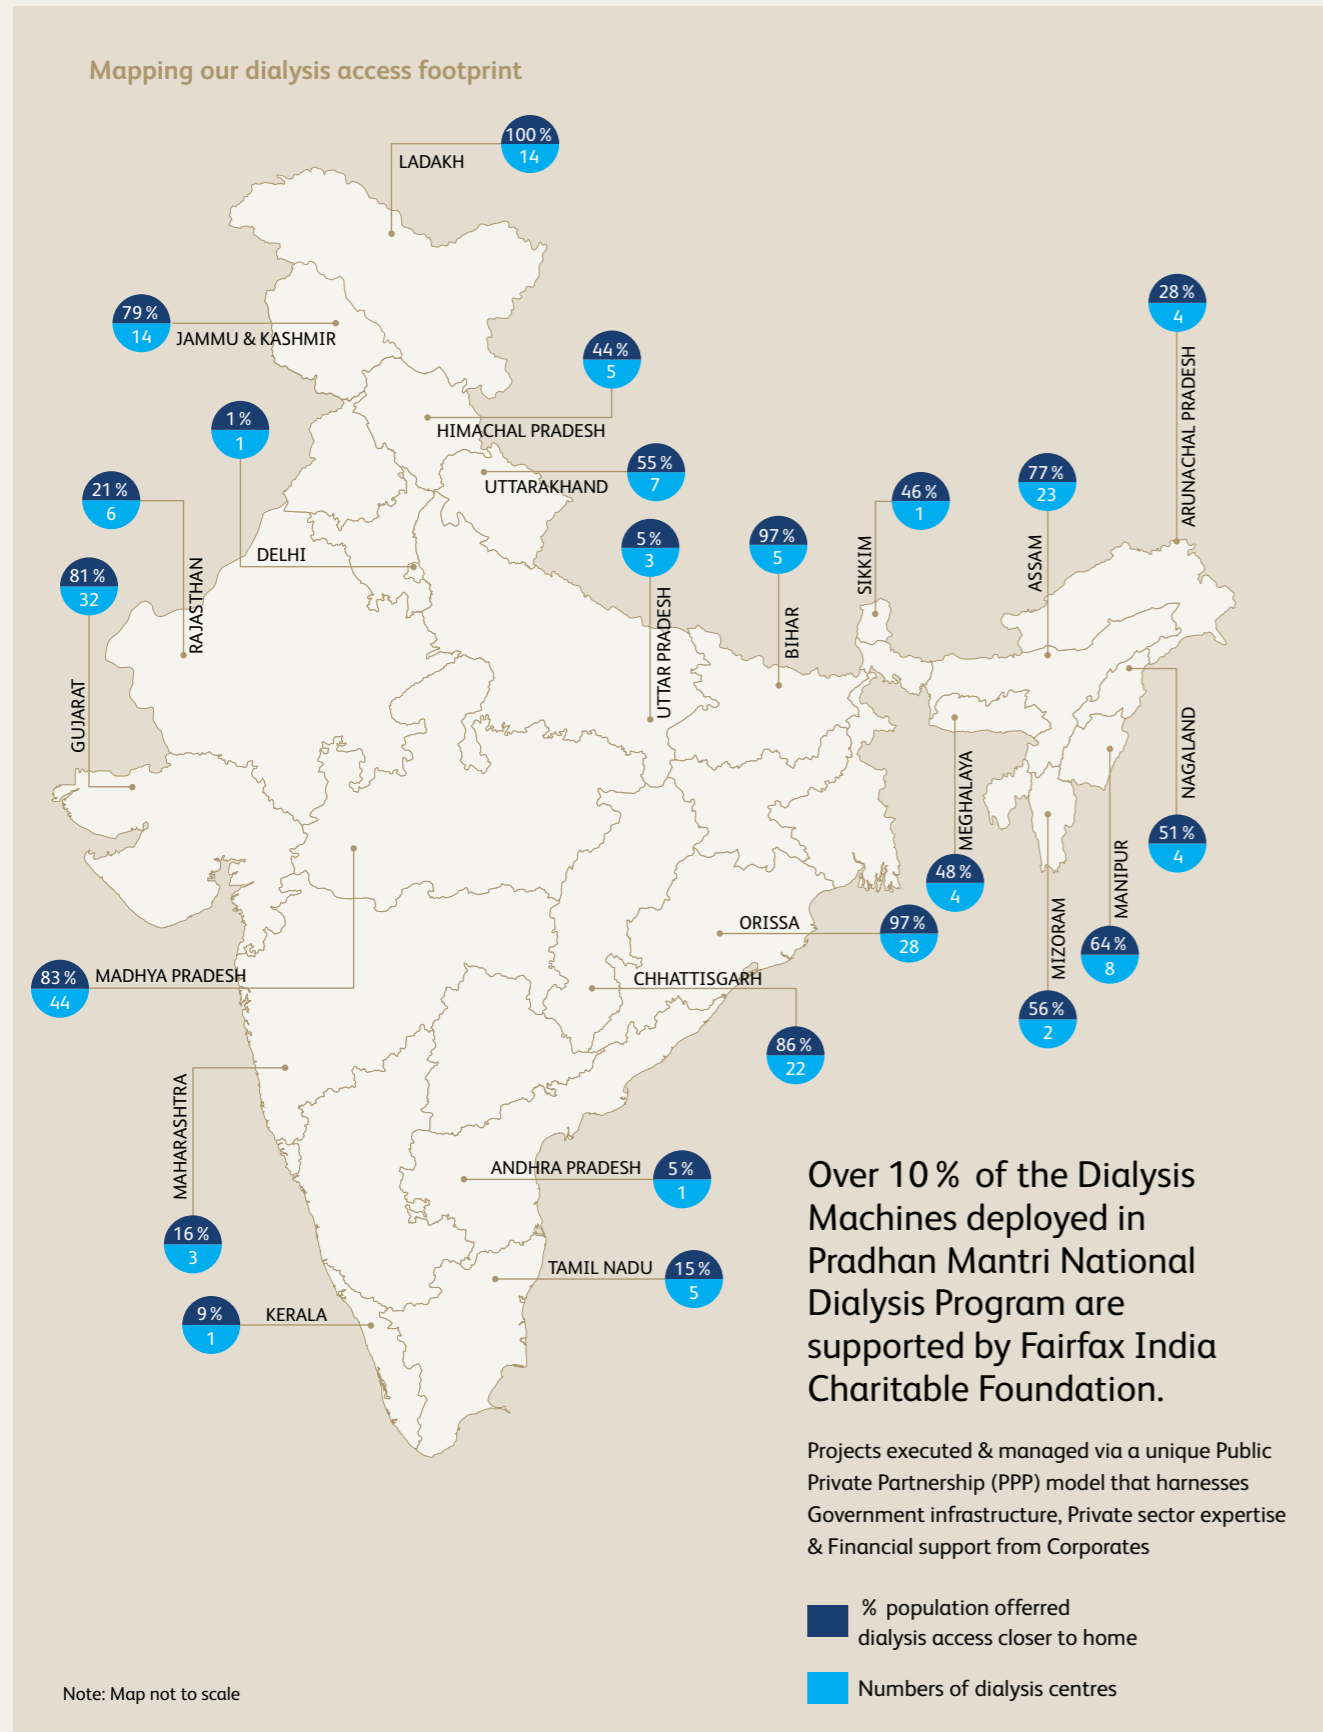 Mapping our dialysis access footprint
100 %
14
LADAKH
79 %
14
JAMMU & KASHMIR
28 %
4
ARUNACHAL PRADESH
44 %
5
HIMACHAL PRADESH
1 %
1
DELHI
55 %
7
UTTARAKHAND
21 %
6
RAJASTHAN
46 %
1
SIKKIM
77 %
23
ASSAM
5 %
3
UTTAR PRADESH
97 %
5
BIHAR
81 %
32
GUJARAT
NAGALAND
51 %
4
MEGHALAYA
48 %
4
MANIPUR
64 %
8
MIZORAM
56 %
2
ORISSA
97 %
28
83 %
44
MADHYA PRADESH
CHHATTISGARH
86 %
22
MAHARASHTRA
16 %
3
ANDHRA PRADESH
5 %
1
TAMIL NADU
15 %
5
9 %
1
KERALA
Over 10 % of the Dialysis
Machines deployed in
Pradhan Mantri National
Dialysis Program are
supported by Fairfax India
Charitable Foundation.
Projects executed & managed via a unique Public
Private Partnership (PPP) model that harnesses
Government infrastructure, Private sector expertise
& Financial support from Corporates
% population offerred
dialysis access closer to home
Numbers of dialysis centres
Note: Map not to scale